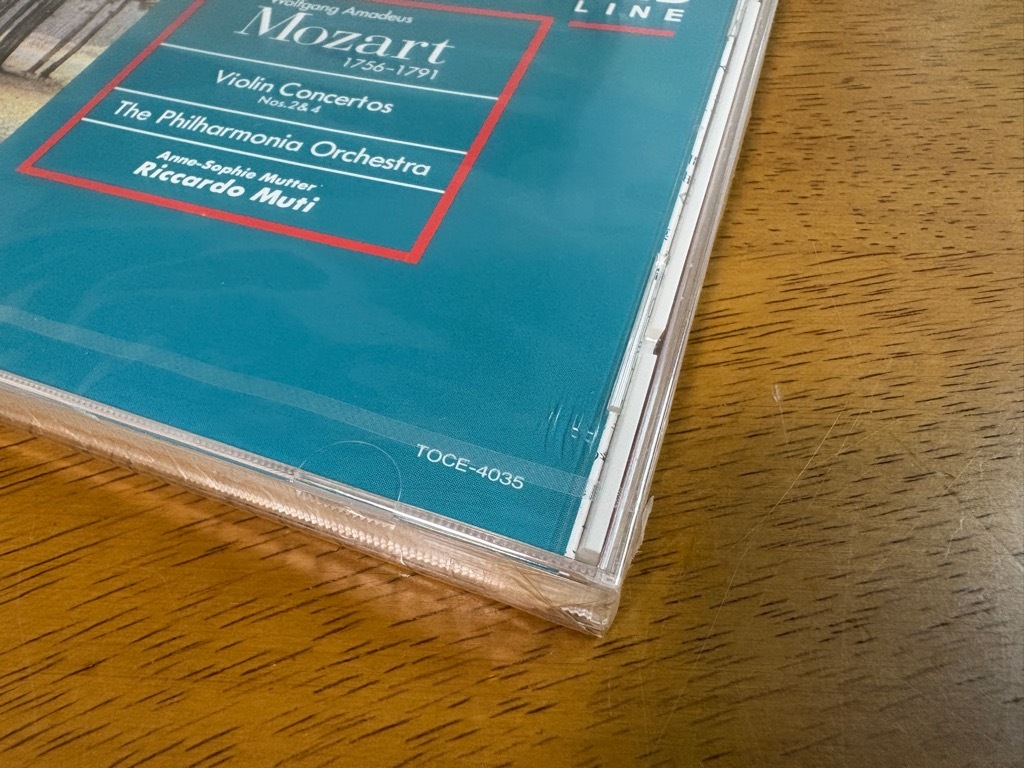 LINE
Wolfgang Amadeus
Mozart
1756-1791
Violin Concertos
Nos.2&4
The Philharmonia Orchestra
Anne-Sophie Mutter
Riccardo Muti
TOCE-4035